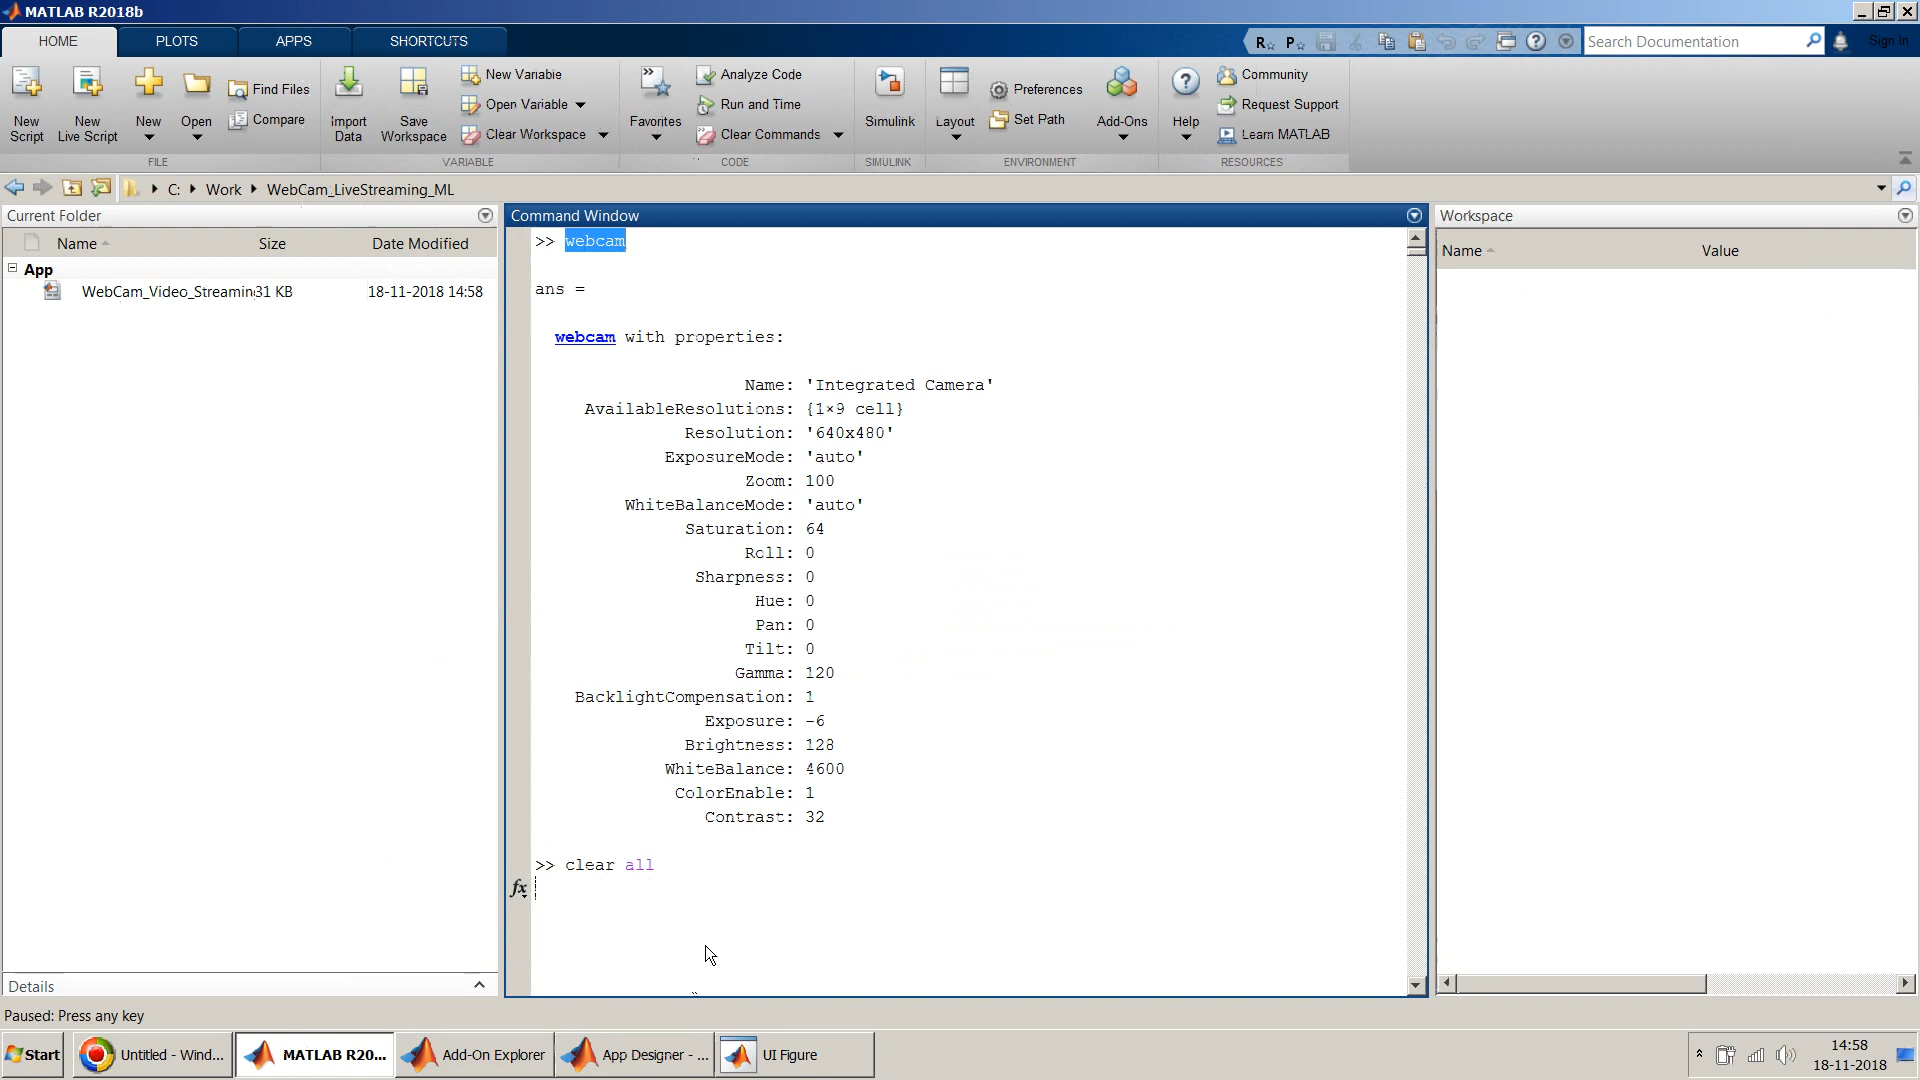 MATLAB R2018b
HOME
PLOTS
APPS
SHORTCUTS
Search Documentation
Sign In
New Script
New Live Script
New
Open
Find Files
Compare
Import Data
Save Workspace
New Variable
Open Variable
Clear Workspace
Favorites
Analyze Code
Run and Time
Clear Commands
Simulink
Layout
Preferences
Set Path
Add-Ons
Help
Community
Request Support
Learn MATLAB
FILE
VARIABLE
CODE
SIMULINK
ENVIRONMENT
RESOURCES
C: Work WebCam_LiveStreaming_ML
Current Folder
Name Size Date Modified
App
WebCam_Video_Streamin 31 KB 18-11-2018 14:58
Details
Command Window
>> webcam
ans =
webcam with properties:
Name: 'Integrated Camera'
AvailableResolutions: {1×9 cell}
Resolution: '640x480'
ExposureMode: 'auto'
Zoom: 100
WhiteBalanceMode: 'auto'
Saturation: 64
Roll: 0
Sharpness: 0
Hue: 0
Pan: 0
Tilt: 0
Gamma: 120
BacklightCompensation: 1
Exposure: -6
Brightness: 128
WhiteBalance: 4600
ColorEnable: 1
Contrast: 32
>> clear all
fx
Workspace
Name Value
Paused: Press any key
Start
Untitled - Wind...
MATLAB R20...
Add-On Explorer
App Designer - ...
UI Figure
14:58
18-11-2018